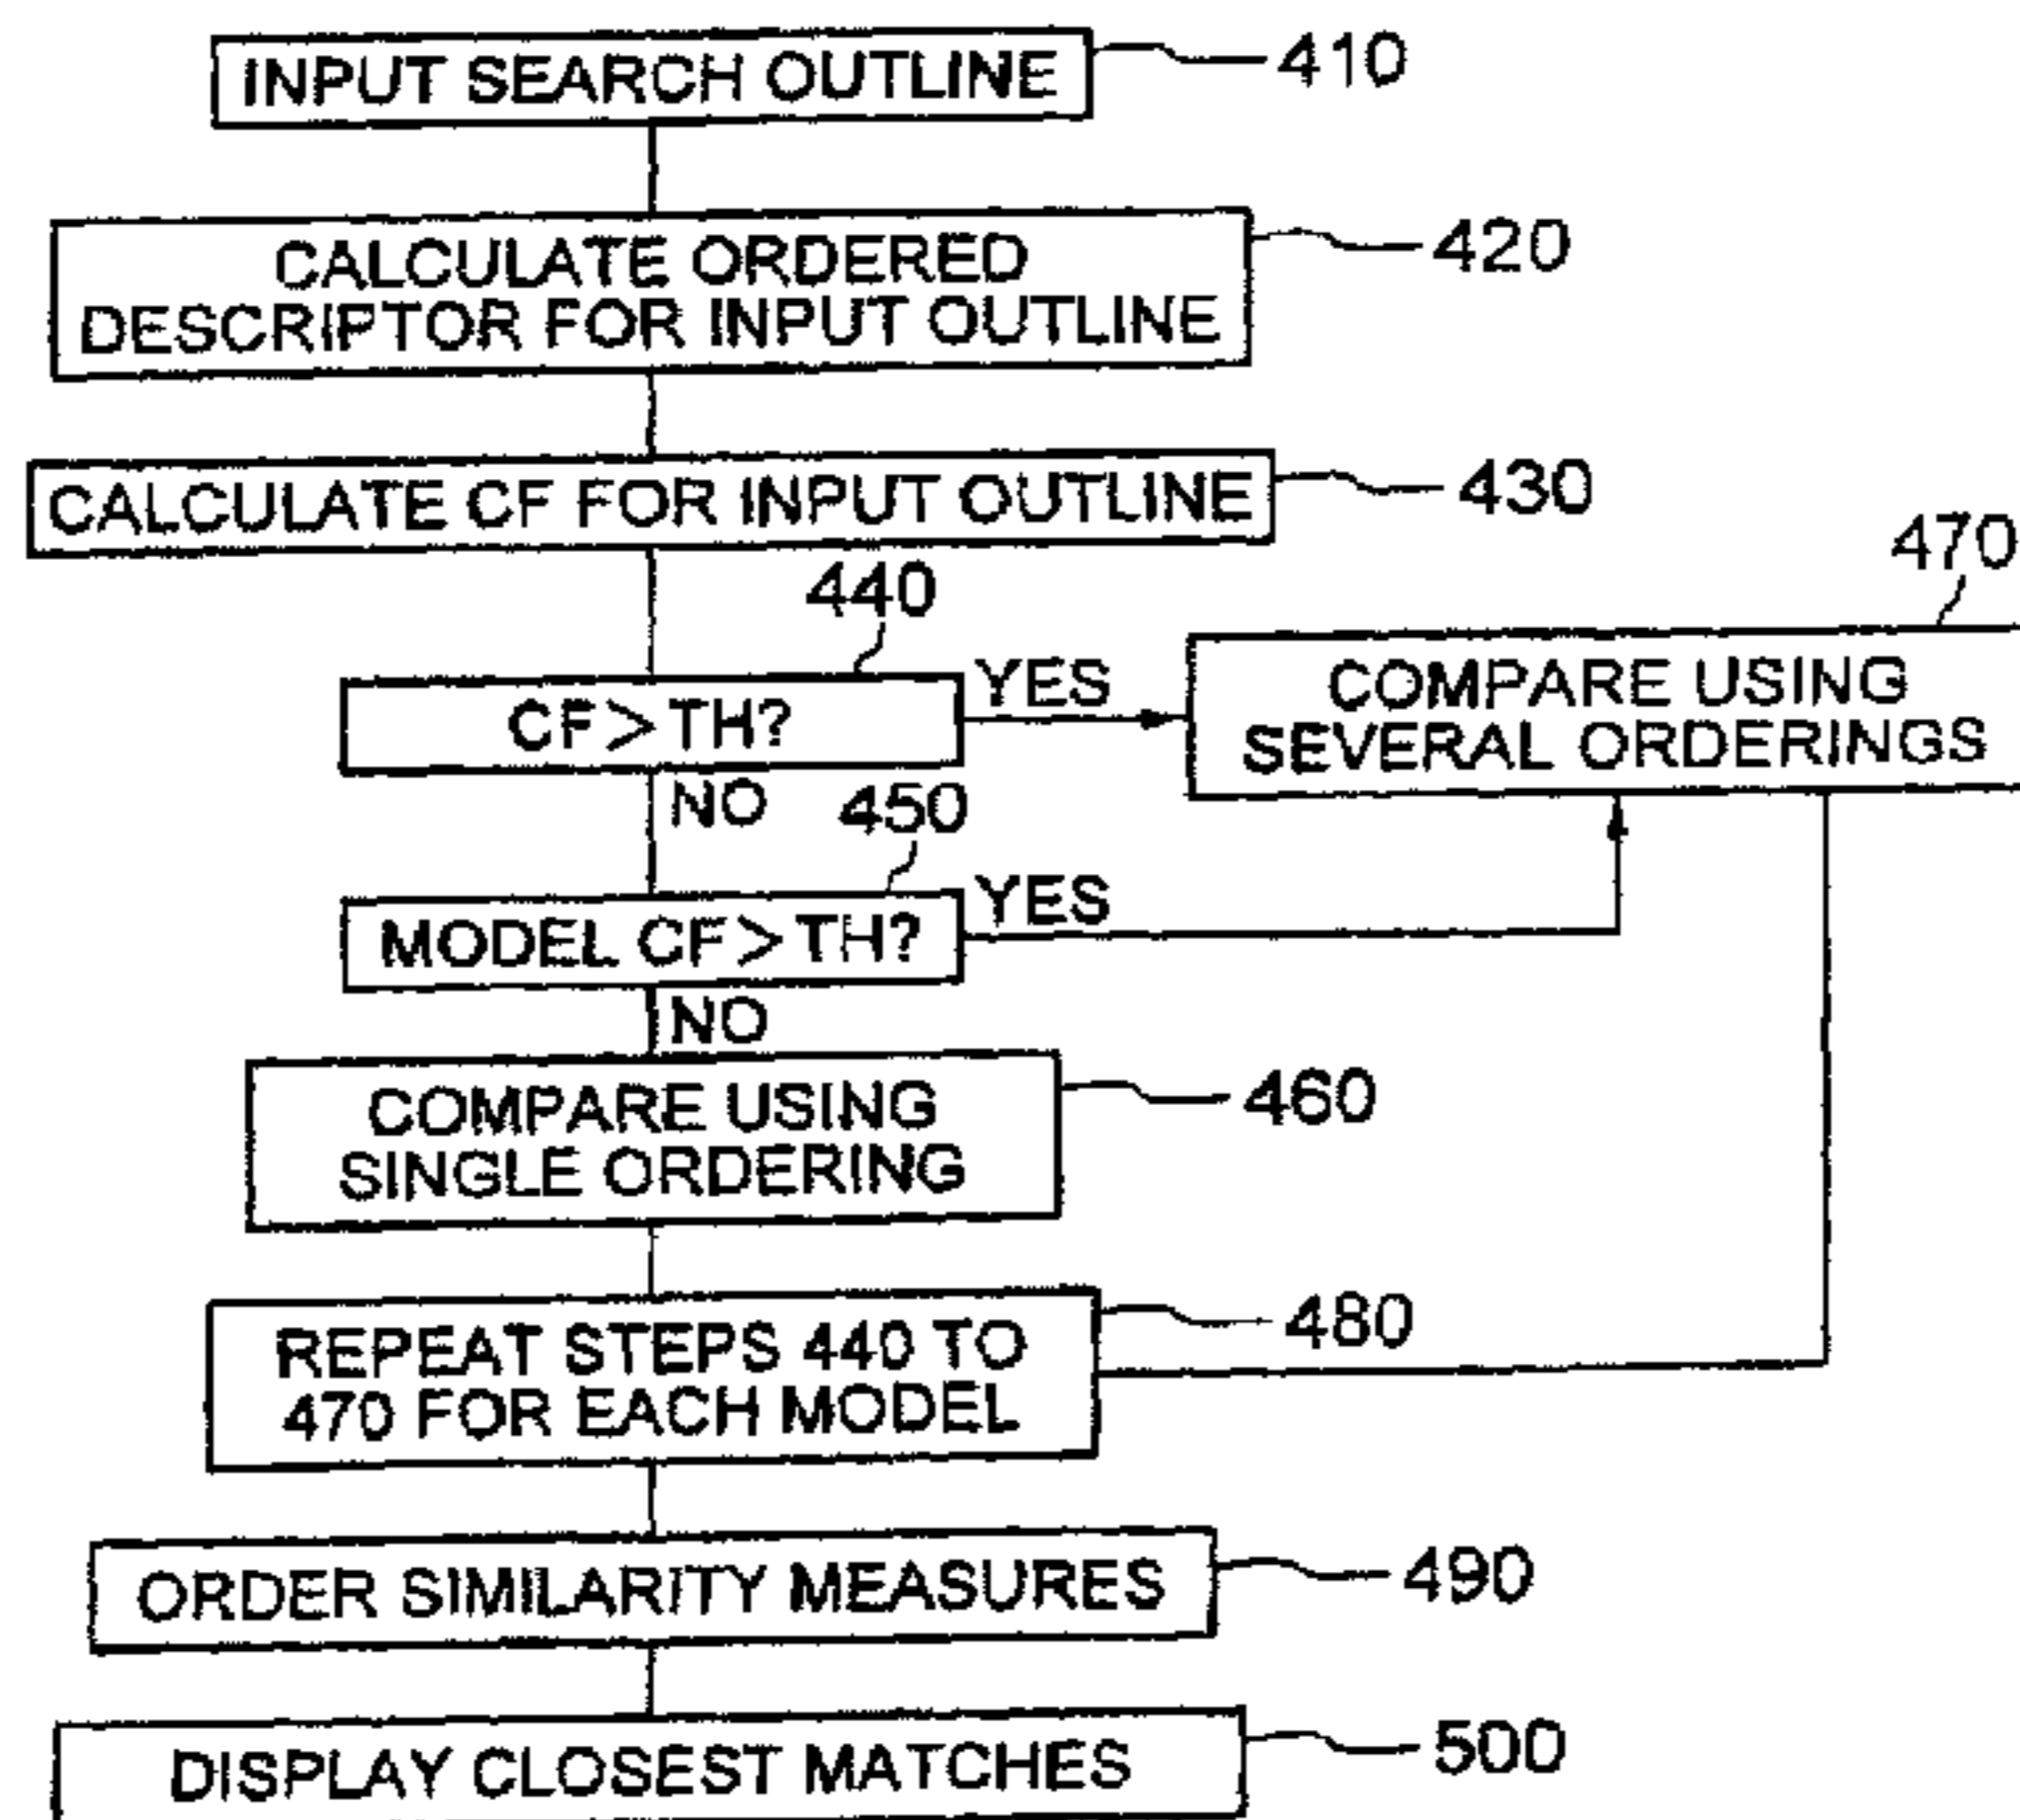 INPUT SEARCH OUTLINE
410
CALCULATE ORDERED
DESCRIPTOR FOR INPUT OUTLINE
420
CALCULATE CF FOR INPUT OUTLINE
430
440
470
CF>TH?
YES
COMPARE USING
SEVERAL ORDERINGS
NO
450
MODEL CF>TH?
YES
NO
COMPARE USING
SINGLE ORDERING
460
REPEAT STEPS 440 TO
470 FOR EACH MODEL
480
ORDER SIMILARITY MEASURES
490
DISPLAY CLOSEST MATCHES
500